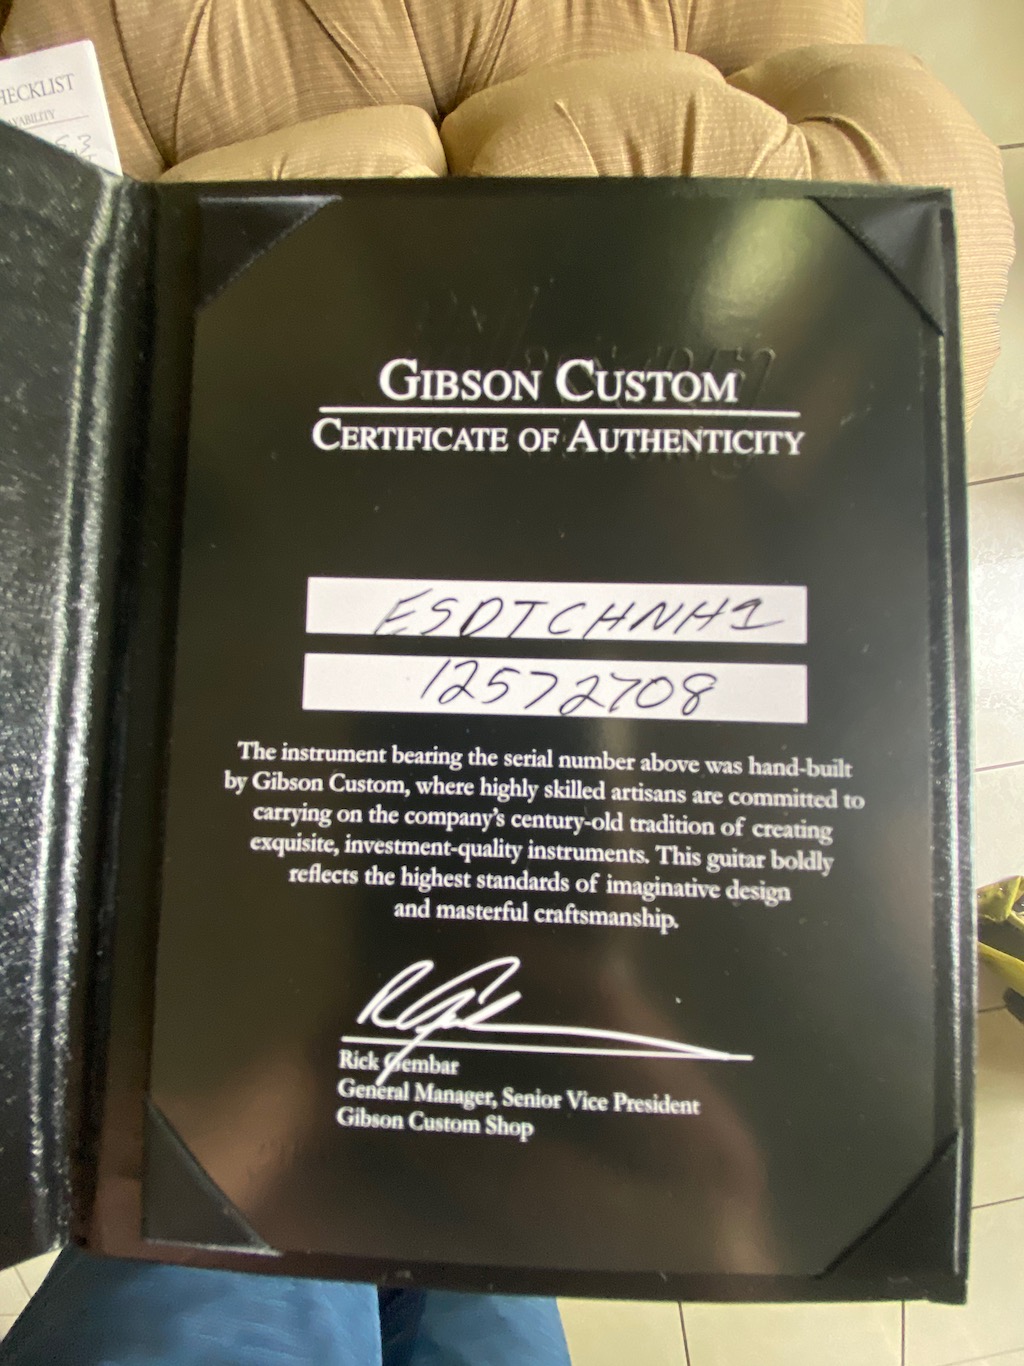 HECKLIST
YABILITY
GIBSON CUSTOM
CERTIFICATE OF AUTHENTICITY
ESDTCHNH1
12572708
The instrument bearing the serial number above was hand-built
by Gibson Custom, where highly skilled artisans are committed to
carrying on the company's century-old tradition of creating
exquisite, investment-quality instruments. This guitar boldly
reflects the highest standards of imaginative design
and masterful craftsmanship.
Rick Gembar
General Manager, Senior Vice President
Gibson Custom Shop